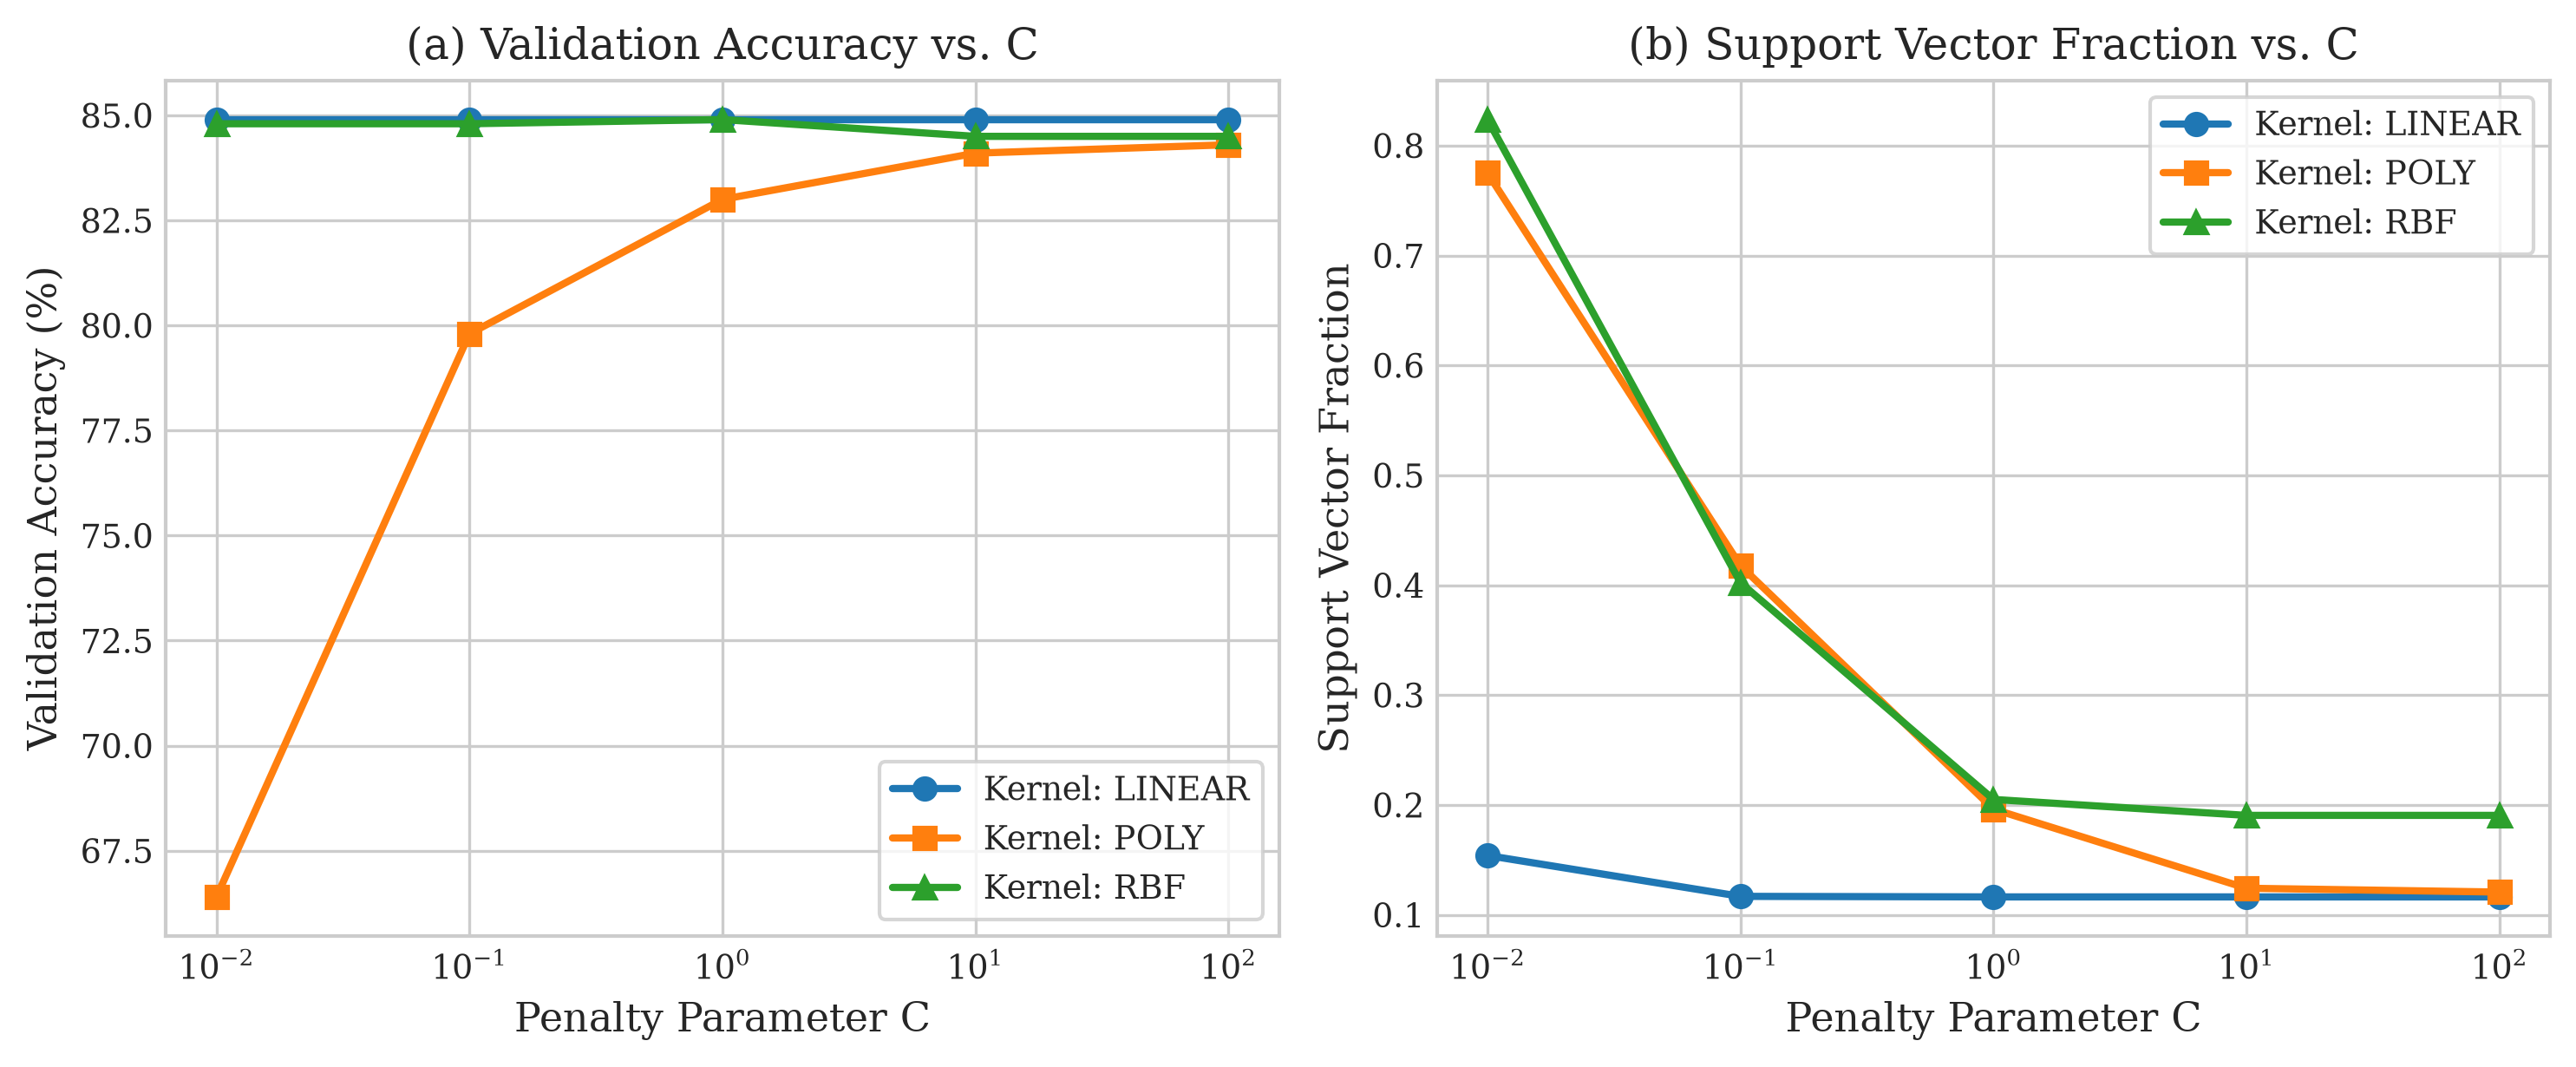 (a) Validation Accuracy vs. C
Validation Accuracy (%)
85.0
82.5
80.0
77.5
75.0
72.5
70.0
67.5
Kernel: LINEAR
Kernel: POLY
Kernel: RBF
10⁻² 10⁻¹ 10⁰ 10¹ 10²
Penalty Parameter C
(b) Support Vector Fraction vs. C
Support Vector Fraction
0.8
0.7
0.6
0.5
0.4
0.3
0.2
0.1
Kernel: LINEAR
Kernel: POLY
Kernel: RBF
10⁻² 10⁻¹ 10⁰ 10¹ 10²
Penalty Parameter C